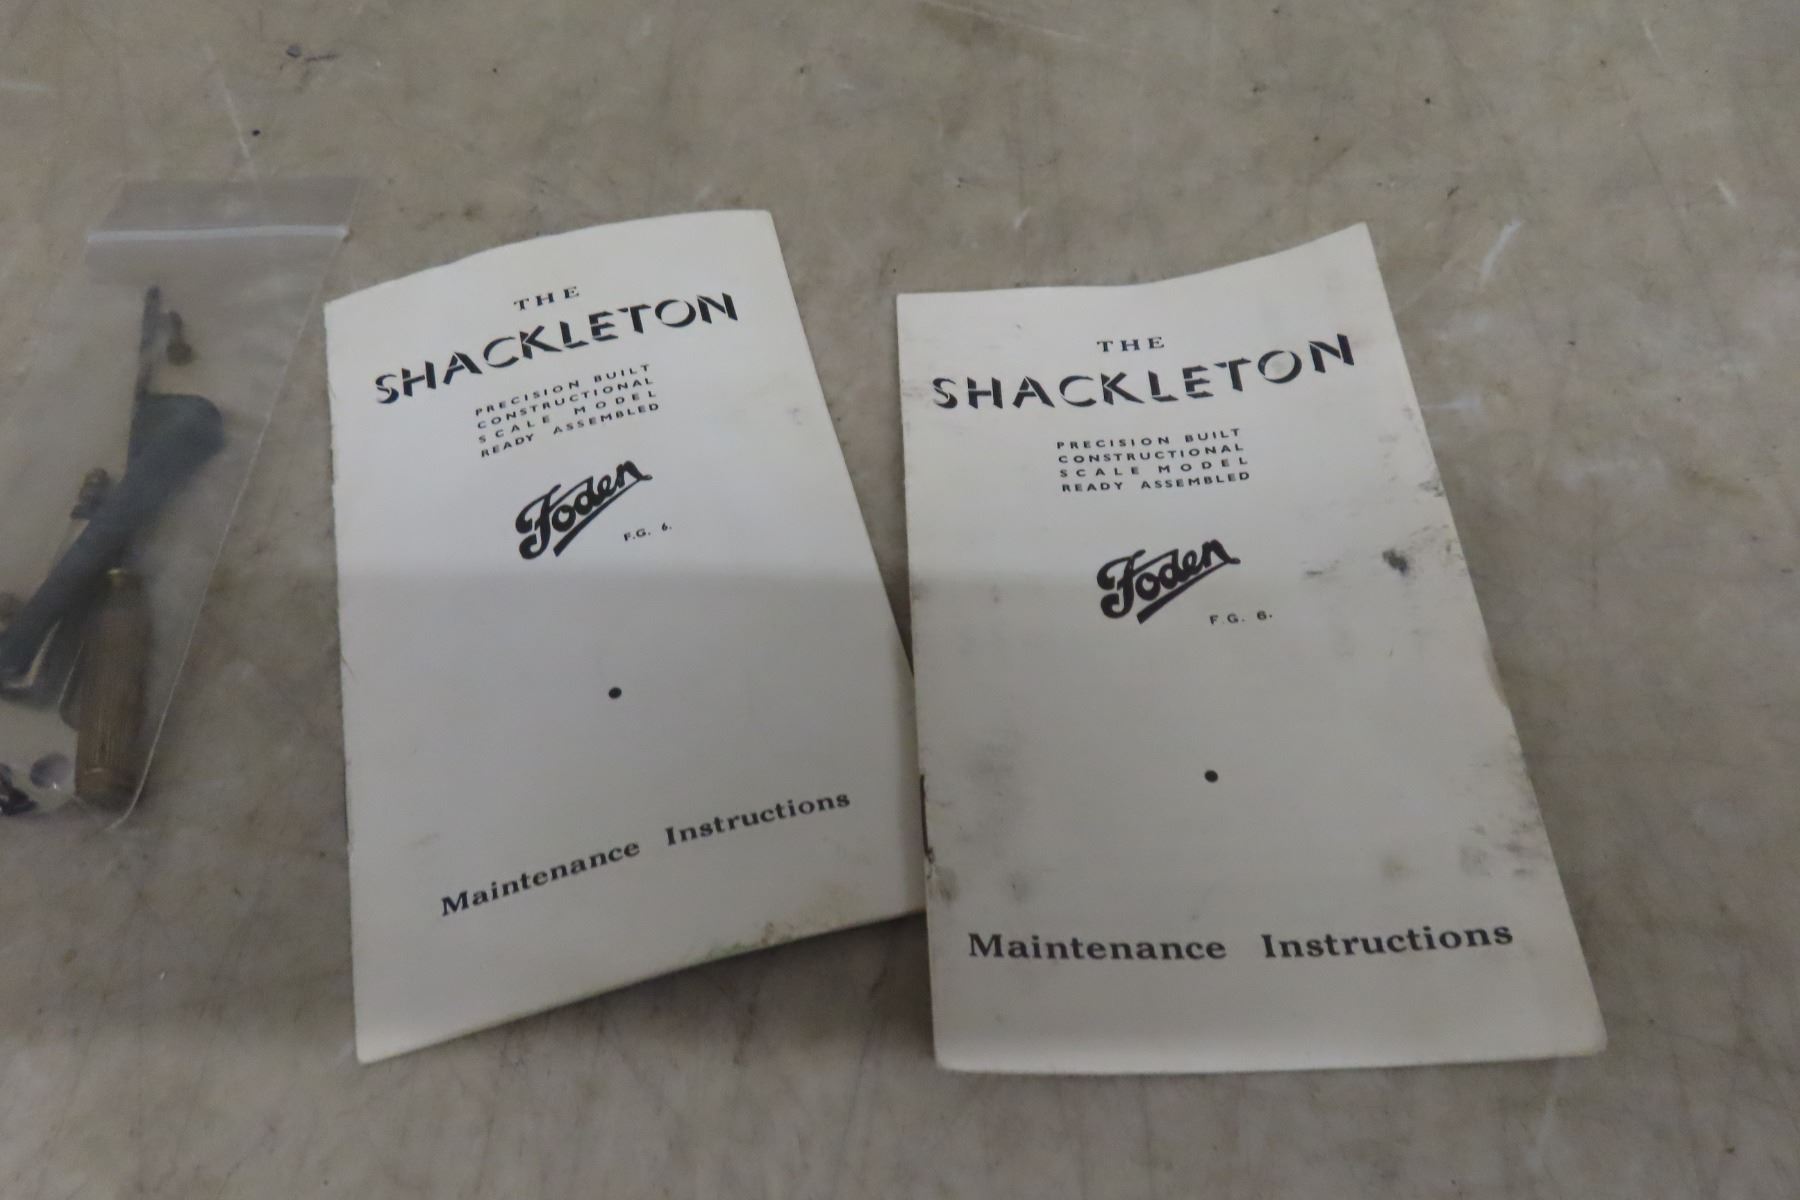 THE
SHACKLETON
PRECISION BUILT
CONSTRUCTIONAL
SCALE MODEL
READY ASSEMBLED
Foden
F.G. 6.
Maintenance Instructions
THE
SHACKLETON
PRECISION BUILT
CONSTRUCTIONAL
SCALE MODEL
READY ASSEMBLED
Foden
F.G. 6.
Maintenance Instructions